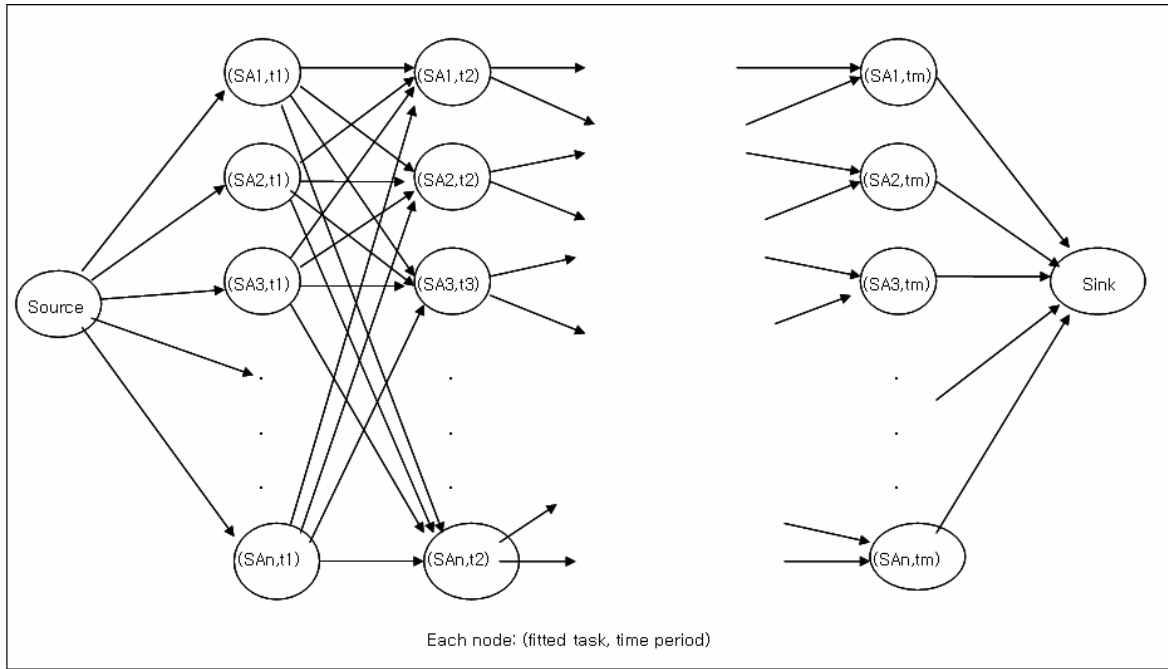 (SA1,t1)
(SA1,t2)
(SA1,tm)
(SA2,t1)
(SA2,t2)
(SA2,tm)
(SA3,t1)
(SA3,t3)
(SA3,tm)
Source
Sink
.
.
.
.
.
.
.
.
.
(SAn,t1)
(SAn,t2)
(SAn,tm)
Each node: (fitted task, time period)